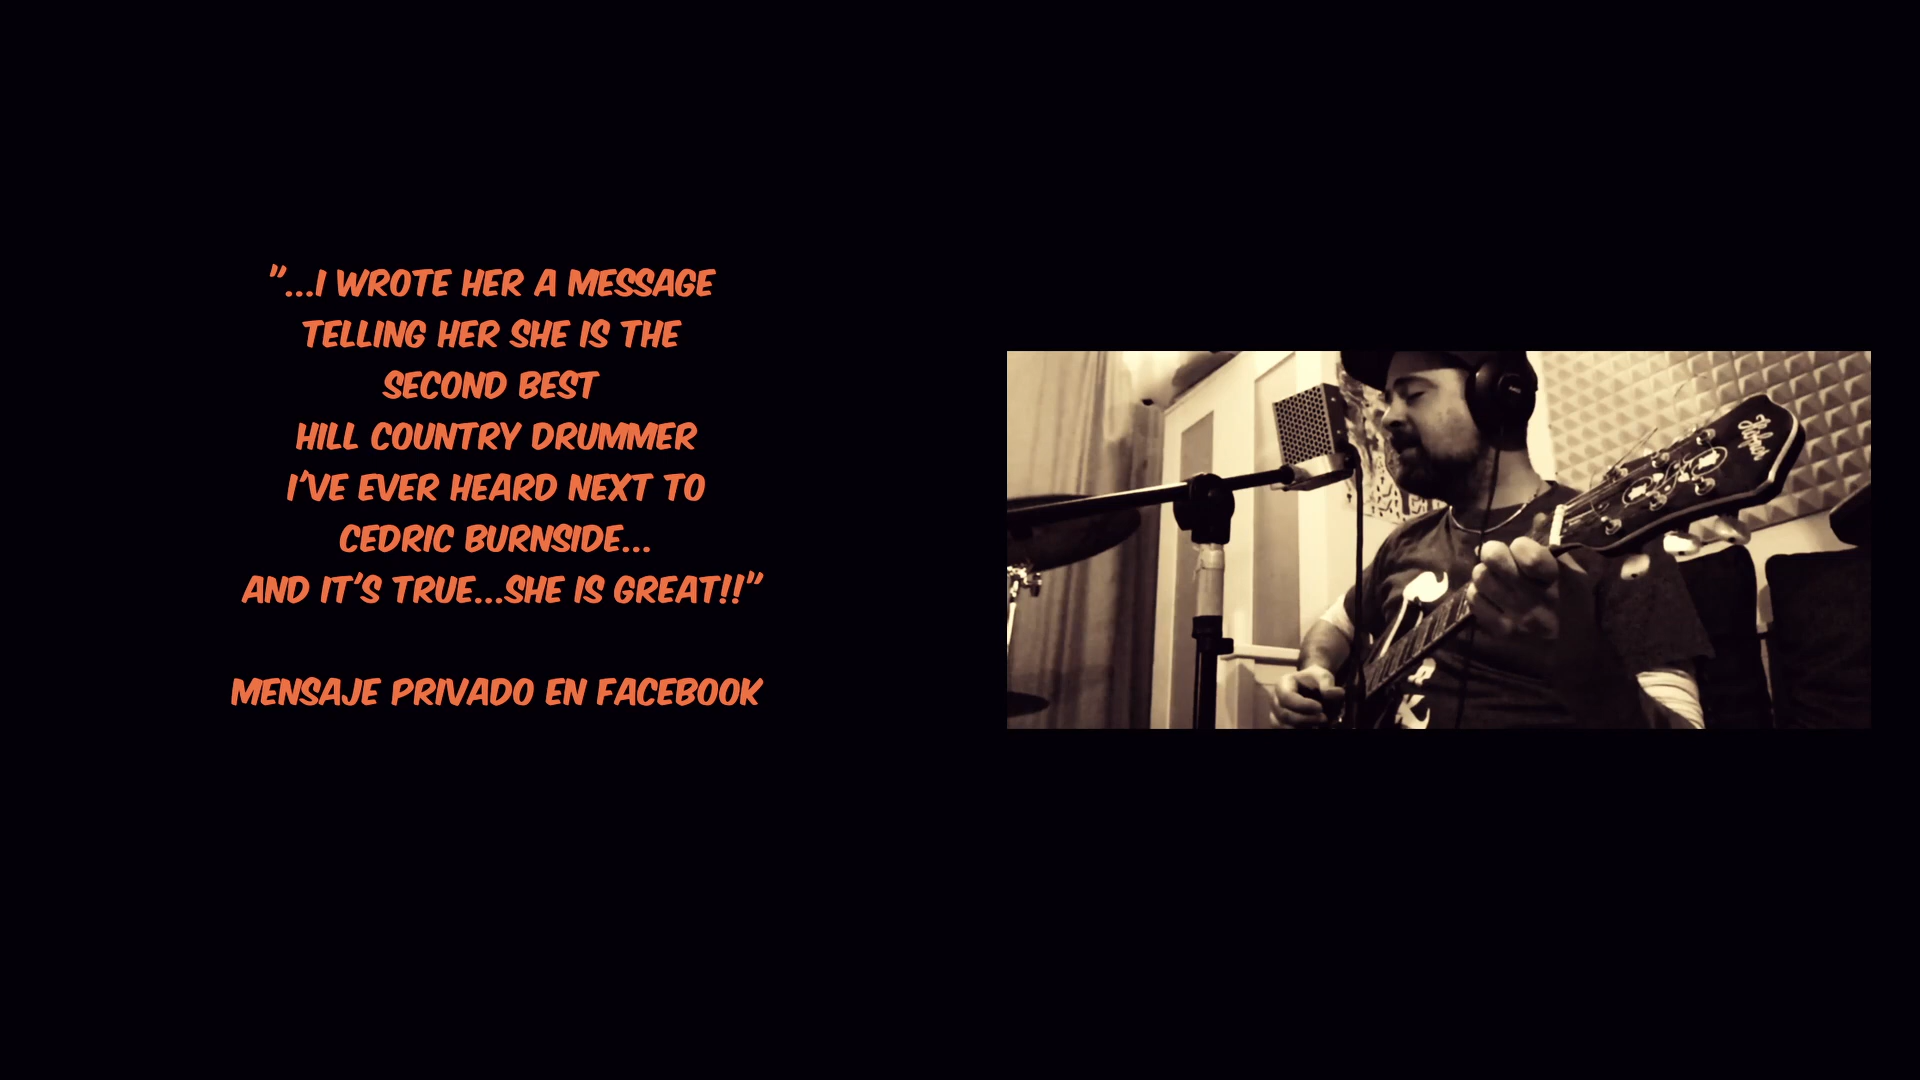 "...I WROTE HER A MESSAGE
TELLING HER SHE IS THE
SECOND BEST
HILL COUNTRY DRUMMER
I'VE EVER HEARD NEXT TO
CEDRIC BURNSIDE...
AND IT'S TRUE...SHE IS GREAT!!"
MENSAJE PRIVADO EN FACEBOOK
Hofner